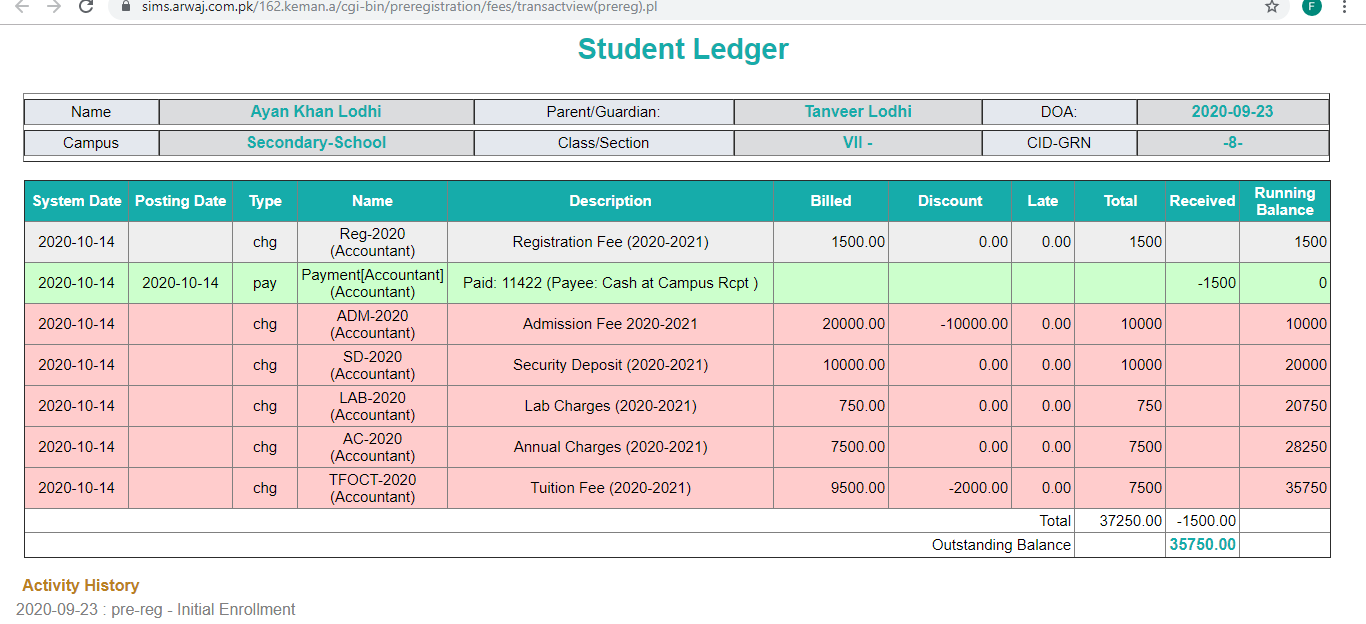 sims.arwaj.com.pk/162.keman.a/cgi-bin/preregistration/fees/transactview(prereg).pl
F
Student Ledger
Name Ayan Khan Lodhi Parent/Guardian: Tanveer Lodhi DOA: 2020-09-23
Campus Secondary-School Class/Section VII - CID-GRN -8-
System Date Posting Date Type Name Description Billed Discount Late Total Received Running Balance
2020-10-14 chg Reg-2020 (Accountant) Registration Fee (2020-2021) 1500.00 0.00 0.00 1500 1500
2020-10-14 2020-10-14 pay Payment[Accountant] (Accountant) Paid: 11422 (Payee: Cash at Campus Rcpt ) -1500 0
2020-10-14 chg ADM-2020 (Accountant) Admission Fee 2020-2021 20000.00 -10000.00 0.00 10000 10000
2020-10-14 chg SD-2020 (Accountant) Security Deposit (2020-2021) 10000.00 0.00 0.00 10000 20000
2020-10-14 chg LAB-2020 (Accountant) Lab Charges (2020-2021) 750.00 0.00 0.00 750 20750
2020-10-14 chg AC-2020 (Accountant) Annual Charges (2020-2021) 7500.00 0.00 0.00 7500 28250
2020-10-14 chg TFOCT-2020 (Accountant) Tuition Fee (2020-2021) 9500.00 -2000.00 0.00 7500 35750
Total 37250.00 -1500.00
Outstanding Balance 35750.00
Activity History
2020-09-23 : pre-reg - Initial Enrollment